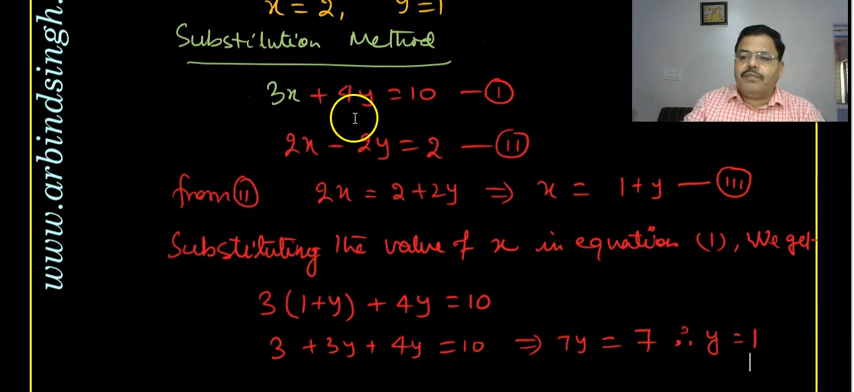 x = 2, y = 1
Substitution Method
3x + 4y = 10 — (I)
2x - 2y = 2 — (II)
from (II) 2x = 2 + 2y ⇒ x = 1 + y — (III)
Substituting the value of x in equation (1), We get
3 (1+y) + 4y = 10
3 + 3y + 4y = 10 ⇒ 7y = 7 ∴ y = 1
www.arbindsingh.